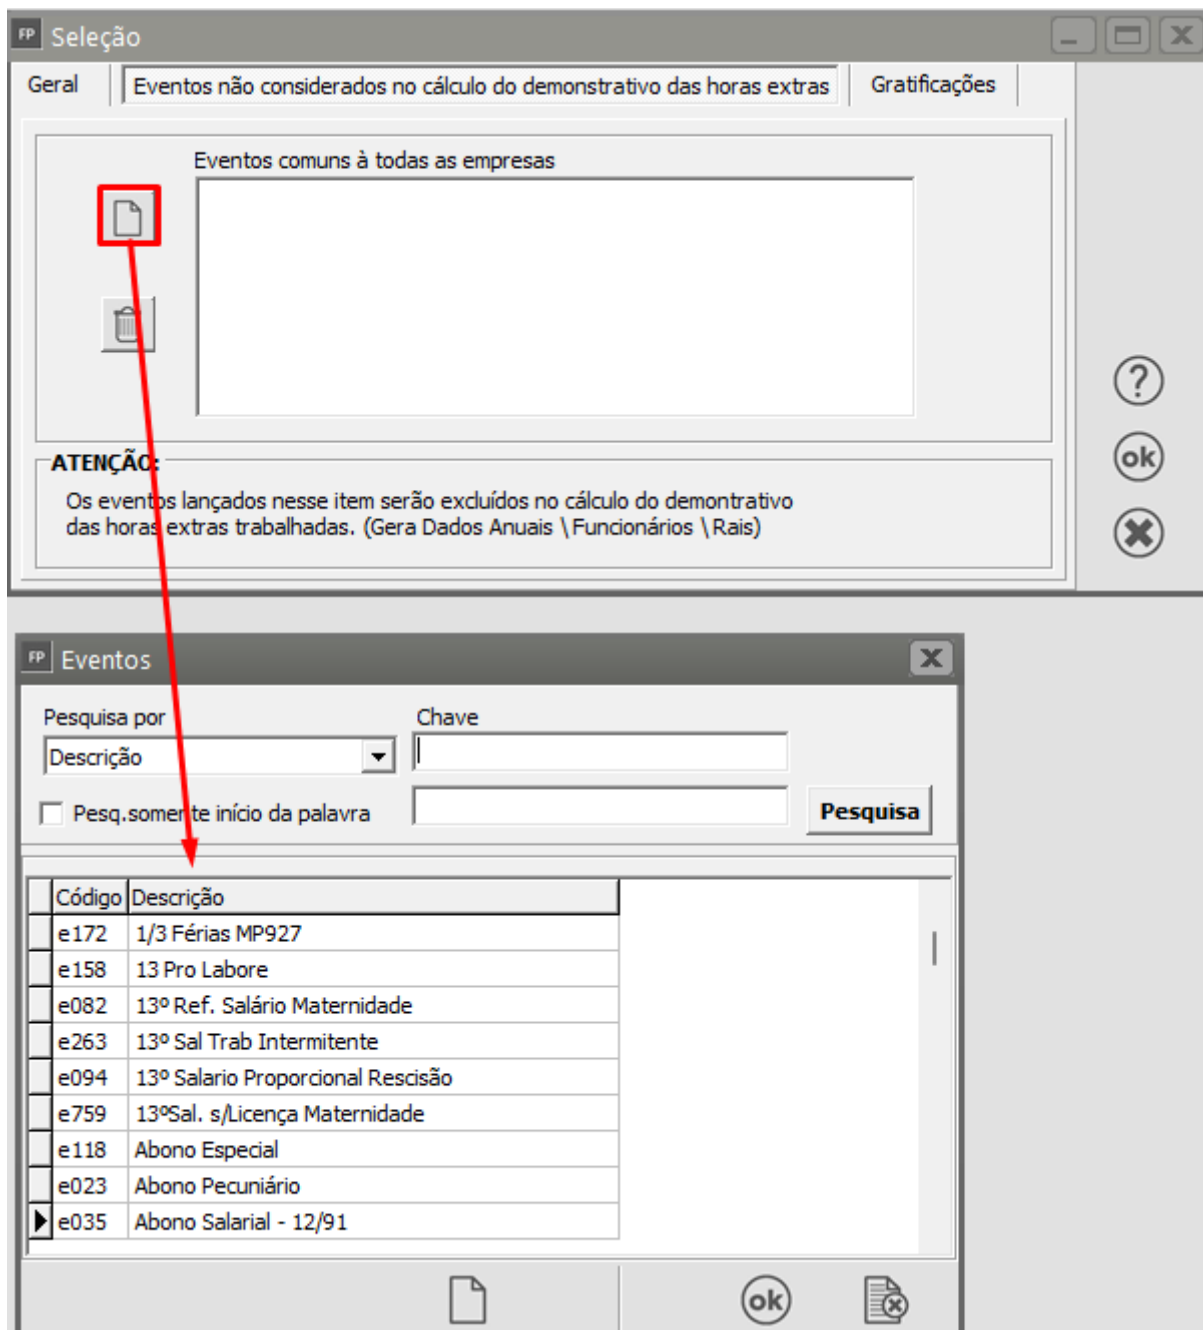 FP Seleção
Geral Eventos não considerados no cálculo do demonstrativo das horas extras Gratificações
Eventos comuns à todas as empresas
ATENÇÃO:
Os eventos lançados nesse item serão excluídos no cálculo do demontrativo
das horas extras trabalhadas. (Gera Dados Anuais \ Funcionários \ Rais)
?
ok
FP Eventos
Pesquisa por Chave
Descrição
Pesq.somente início da palavra Pesquisa
Código Descrição
e172 1/3 Férias MP927
e158 13 Pro Labore
e082 13º Ref. Salário Maternidade
e263 13º Sal Trab Intermitente
e094 13º Salario Proporcional Rescisão
e759 13ºSal. s/Licença Maternidade
e118 Abono Especial
e023 Abono Pecuniário
e035 Abono Salarial - 12/91
ok